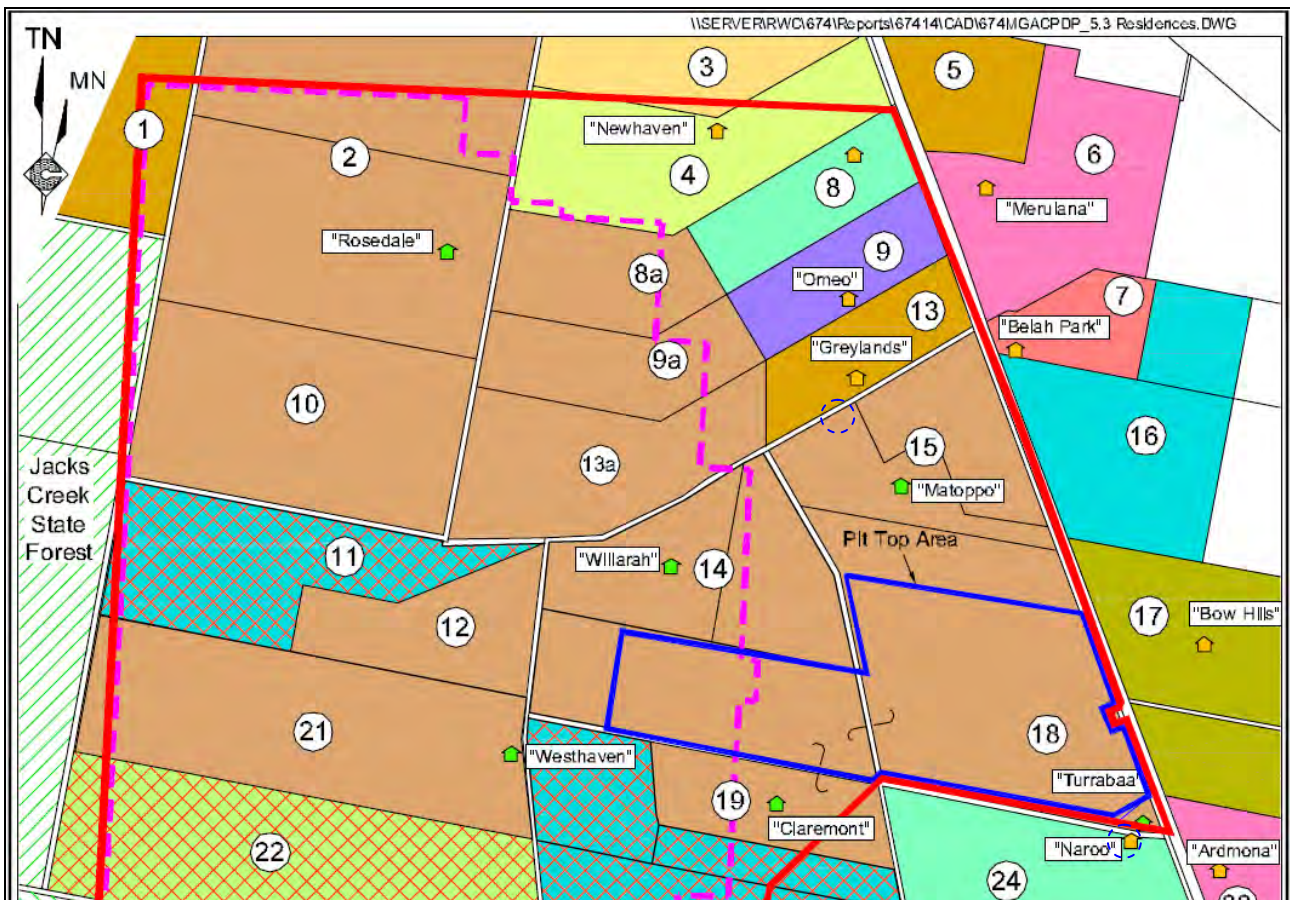 \\SERVER\RWC\674\Reports\67414\CAD\674MGACPDP_5.3 Residences.DWG
TN
MN
3
5
"Newhaven"
1
2
4
8
6
"Merulana"
"Rosedale"
9
8a
"Omeo"
13
7
"Belah Park"
"Greylands"
9a
10
15
16
13a
Jacks
Creek
State
Forest
"Matoppo"
Pit Top Area
11
"Willarah"
14
12
17
"Bow Hills"
21
18
"Westhaven"
"Turrabaa"
19
"Claremont"
22
"Naroo"
"Ardmona"
24